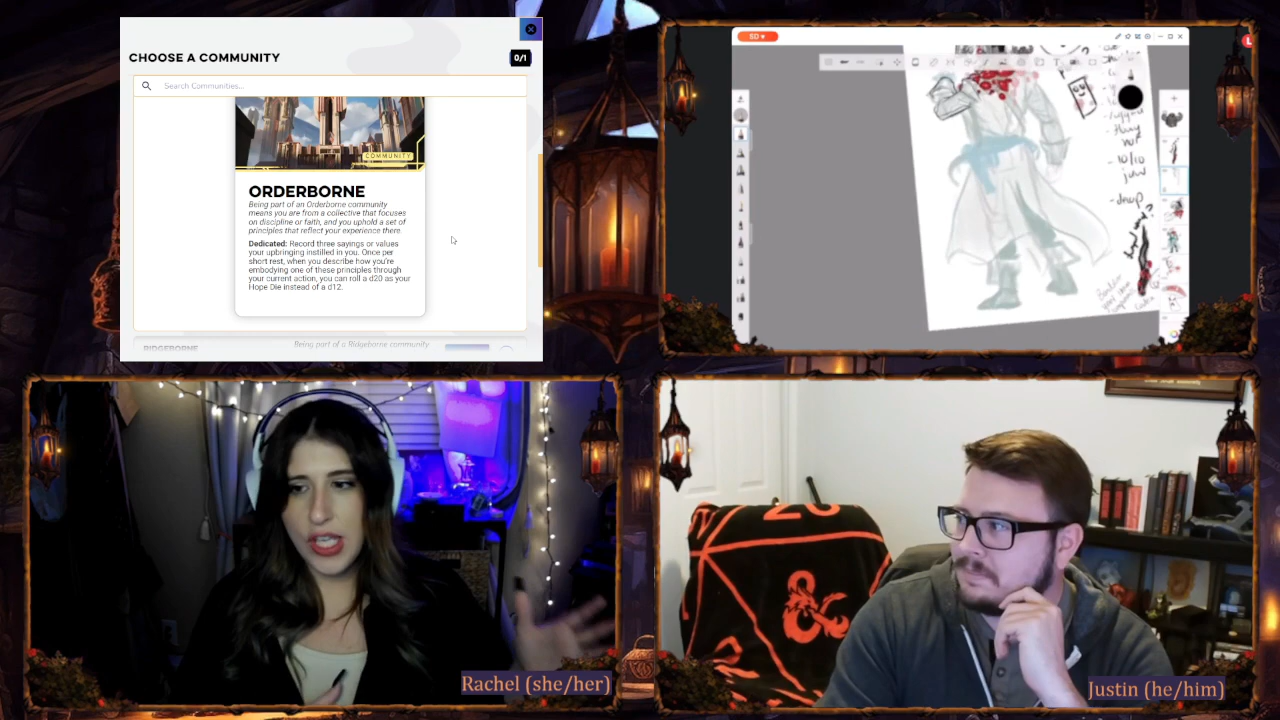 CHOOSE A COMMUNITY
0/1
Search Communities...
COMMUNITY
ORDERBORNE
Being part of an Orderborne community
means you are from a collective that focuses
on discipline or faith, and you uphold a set of
principles that reflect your experience there.
Dedicated: Record three sayings or values
your upbringing instilled in you. Once per
short rest, when you describe how you're
embodying one of these principles through
your current action, you can roll a d20 as your
Hope Die instead of a d12.
RIDGEBORNE
Being part of a Ridgeborne community
SD
- 10/10
20
Rachel (she/her)
Justin (he/him)